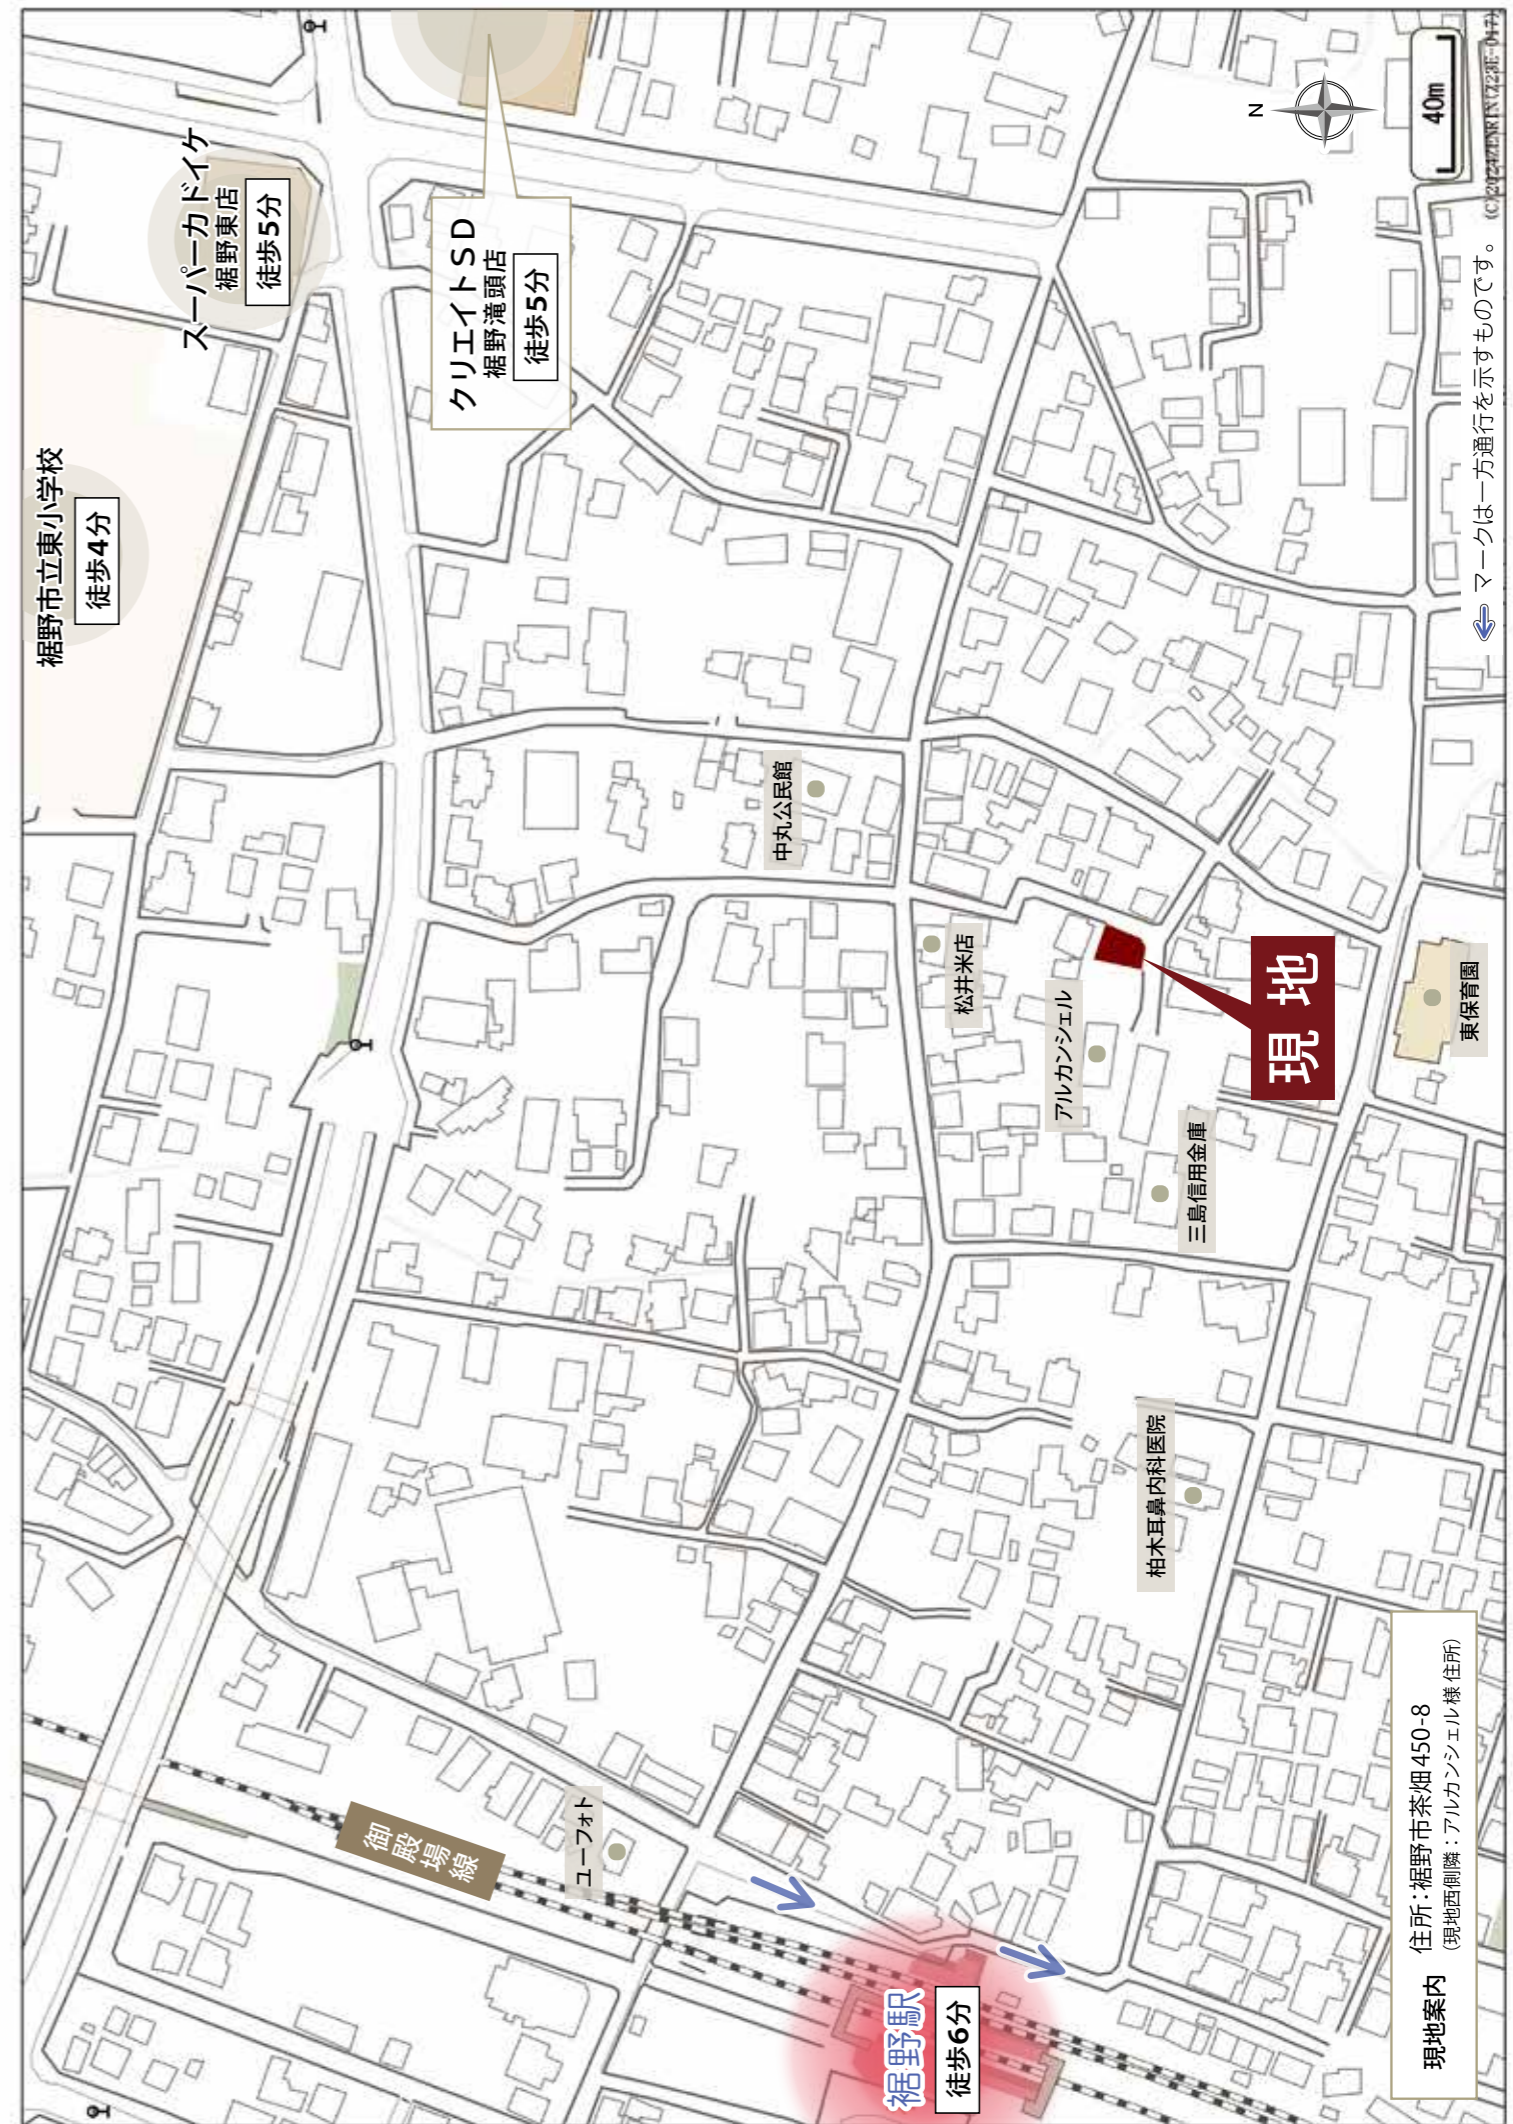 裾野市立東小学校
徒歩4分
スーパーカドイケ
裾野東店
徒歩5分
クリエイトSD
裾野滝頭店
徒歩5分
N
40m
(C)2024ZENRIN(Z23E-017)
中丸公民館
松井米店
アルカンシェル
三島信用金庫
現地
東保育園
柏木耳鼻内科医院
御殿場線
ユーフォト
裾野駅
徒歩6分
マークは一方通行を示すものです。
現地案内
住所:裾野市茶畑450-8
(現地西側隣:アルカンシェル様住所)